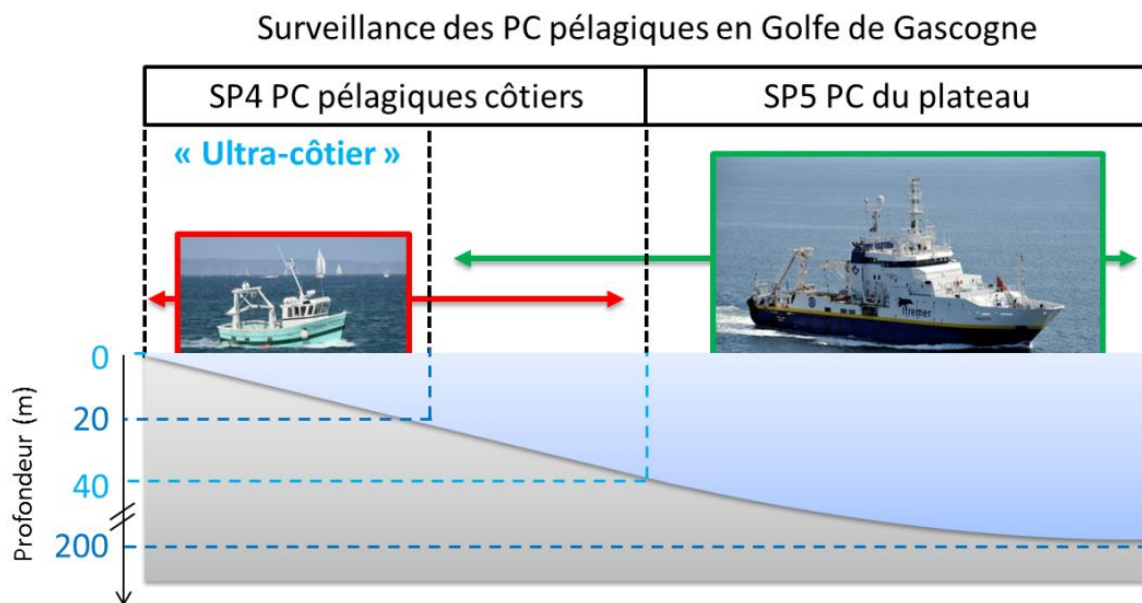 Surveillance des PC pélagiques en Golfe de Gascogne
SP4 PC pélagiques côtiers
SP5 PC du plateau
« Ultra-côtier »
ifremer
0
20
40
200
Profondeur (m)